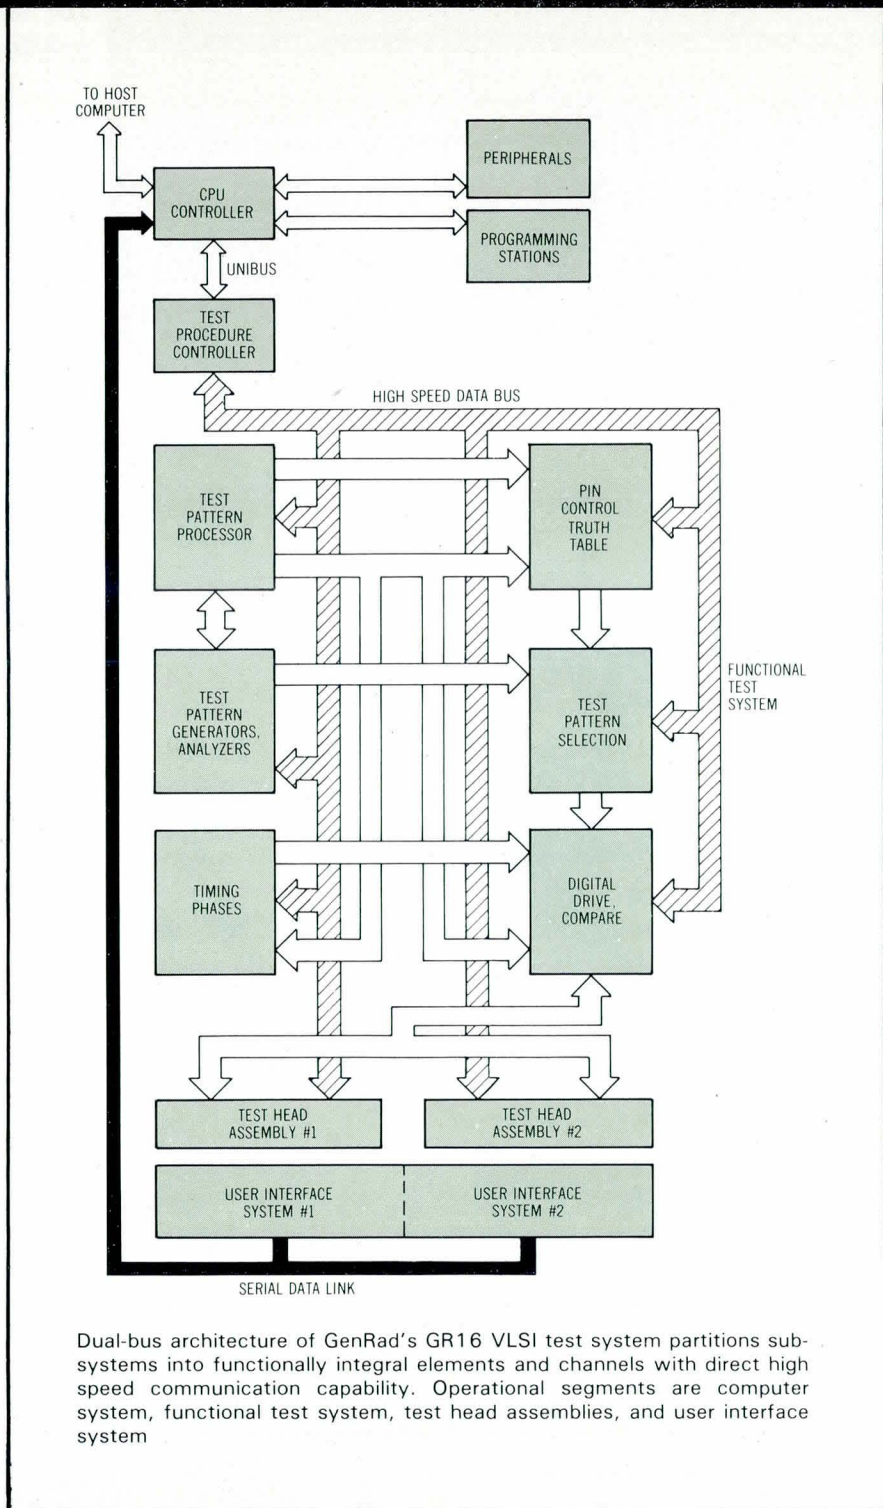 TO HOST
COMPUTER
PERIPHERALS
CPU
CONTROLLER
PROGRAMMING
STATIONS
UNIBUS
TEST
PROCEDURE
CONTROLLER
HIGH SPEED DATA BUS
TEST
PATTERN
PROCESSOR
PIN
CONTROL
TRUTH
TABLE
FUNCTIONAL
TEST
SYSTEM
TEST
PATTERN
GENERATORS,
ANALYZERS
TEST
PATTERN
SELECTION
TIMING
PHASES
DIGITAL
DRIVE,
COMPARE
TEST HEAD
ASSEMBLY #1
TEST HEAD
ASSEMBLY #2
USER INTERFACE
SYSTEM #1
USER INTERFACE
SYSTEM #2
SERIAL DATA LINK
Dual-bus architecture of GenRad's GR16 VLSI test system partitions sub-
systems into functionally integral elements and channels with direct high
speed communication capability. Operational segments are computer
system, functional test system, test head assemblies, and user interface
system